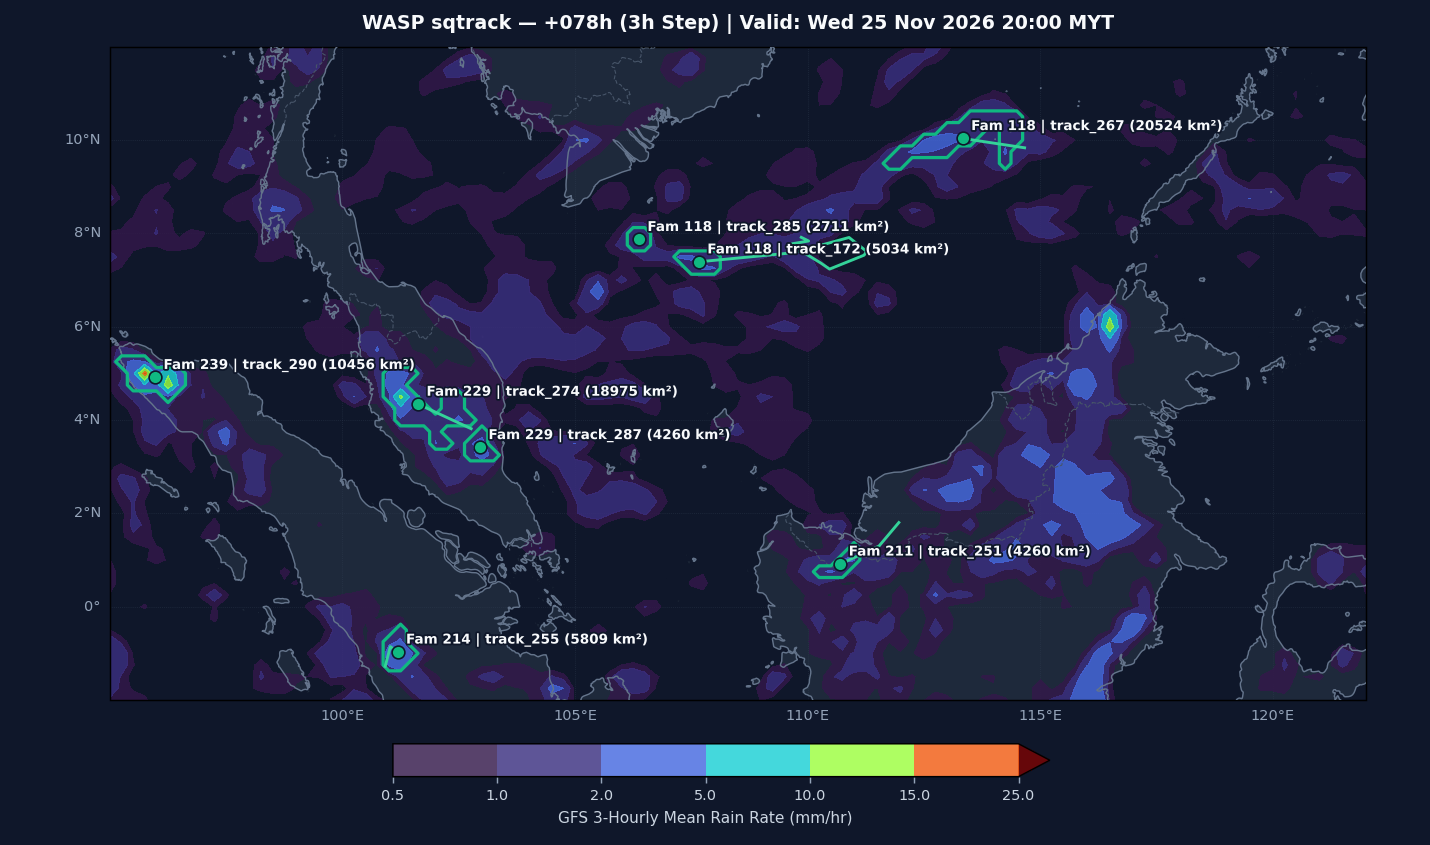 WASP sqtrack — +078h (3h Step) | Valid: Wed 25 Nov 2026 20:00 MYT
10°N
8°N
6°N
4°N
2°N
0°
Fam 118 | track_267 (20524 km²)
Fam 118 | track_285 (2711 km²)
Fam 118 | track_172 (5034 km²)
Fam 239 | track_290 (10456 km²)
Fam 229 | track_274 (18975 km²)
Fam 229 | track_287 (4260 km²)
Fam 211 | track_251 (4260 km²)
Fam 214 | track_255 (5809 km²)
100°E
105°E
110°E
115°E
120°E
0.5
1.0
2.0
5.0
10.0
15.0
25.0
GFS 3-Hourly Mean Rain Rate (mm/hr)